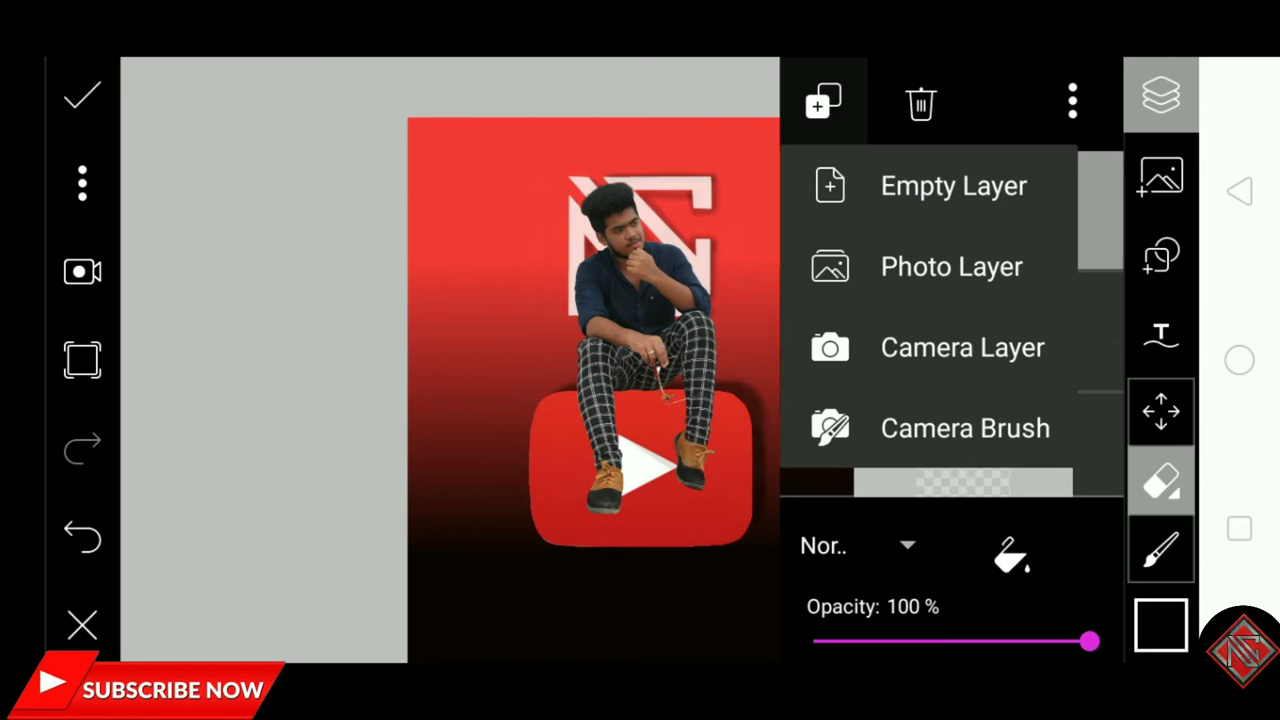 Empty Layer
Photo Layer
Camera Layer
Camera Brush
Nor..
Opacity: 100 %
SUBSCRIBE NOW